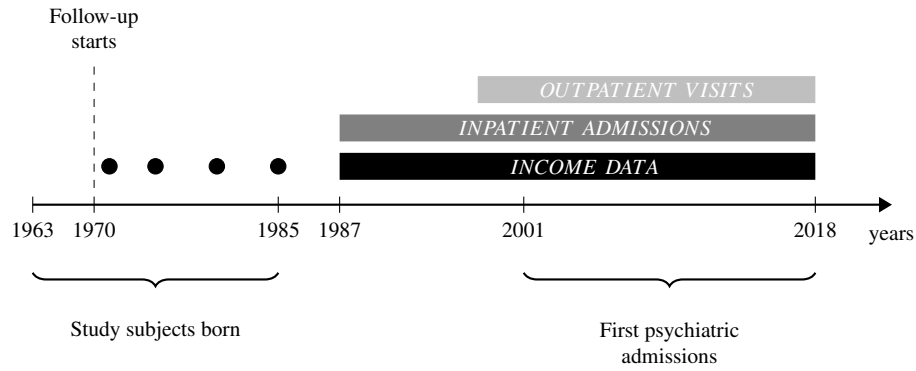 Follow-up
starts
OUTPATIENT VISITS
INPATIENT ADMISSIONS
INCOME DATA
1963 1970 1985 1987 2001 2018 years
Study subjects born
First psychiatric
admissions